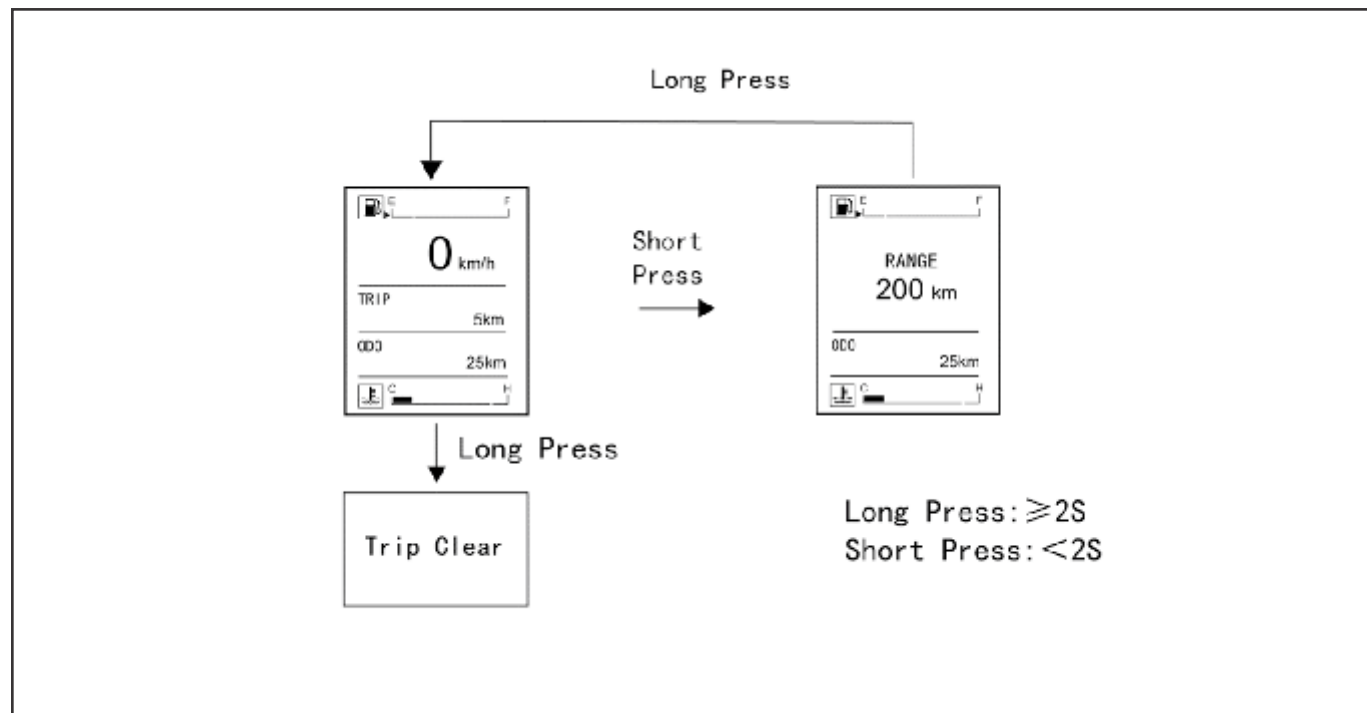 Long Press
E F
0 km/h
TRIP
5km
ODO
25km
C H
Short
Press
E F
RANGE
200 km
ODO
25km
C H
Long Press
Trip Clear
Long Press:≥2S
Short Press:<2S